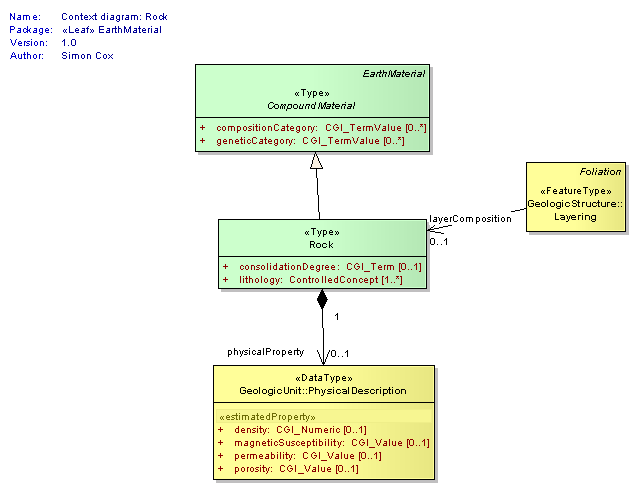 Name: Context diagram: Rock
Package: «Leaf» EarthMaterial
Version: 1.0
Author: Simon Cox
EarthMaterial
«Type»
CompoundMaterial
+ compositionCategory: CGI_TermValue [0..*]
+ geneticCategory: CGI_TermValue [0..*]
Foliation
«FeatureType»
GeologicStructure::
Layering
layerComposition
0..1
«Type»
Rock
+ consolidationDegree: CGI_Term [0..1]
+ lithology: ControlledConcept [1..*]
1
physicalProperty
0..1
«DataType»
GeologicUnit::PhysicalDescription
«estimatedProperty»
+ density: CGI_Numeric [0..1]
+ magneticSusceptibility: CGI_Value [0..1]
+ permeability: CGI_Value [0..1]
+ porosity: CGI_Value [0..1]